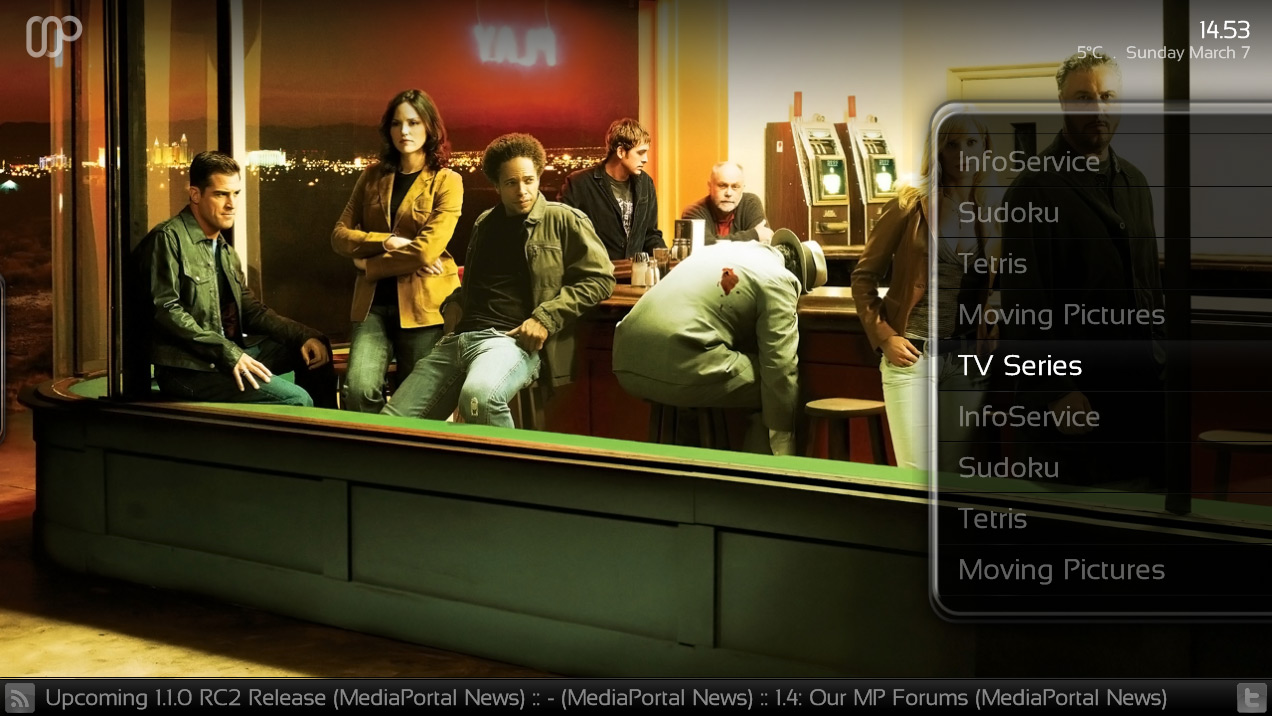 PLAY
14.53
5°C . Sunday March 7
InfoService
Sudoku
Tetris
Moving Pictures
TV Series
InfoService
Sudoku
Tetris
Moving Pictures
Upcoming 1.1.0 RC2 Release (MediaPortal News) :: - (MediaPortal News) :: 1.4: Our MP Forums (MediaPortal News)